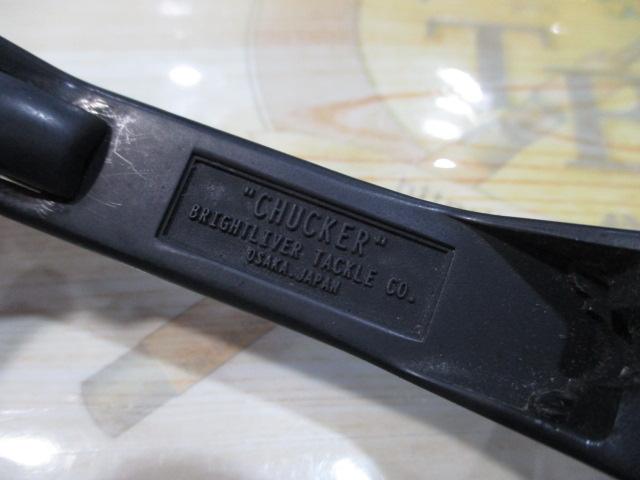 "CHUCKER"
BRIGHTLIVER TACKLE CO.
OSAKA.JAPAN